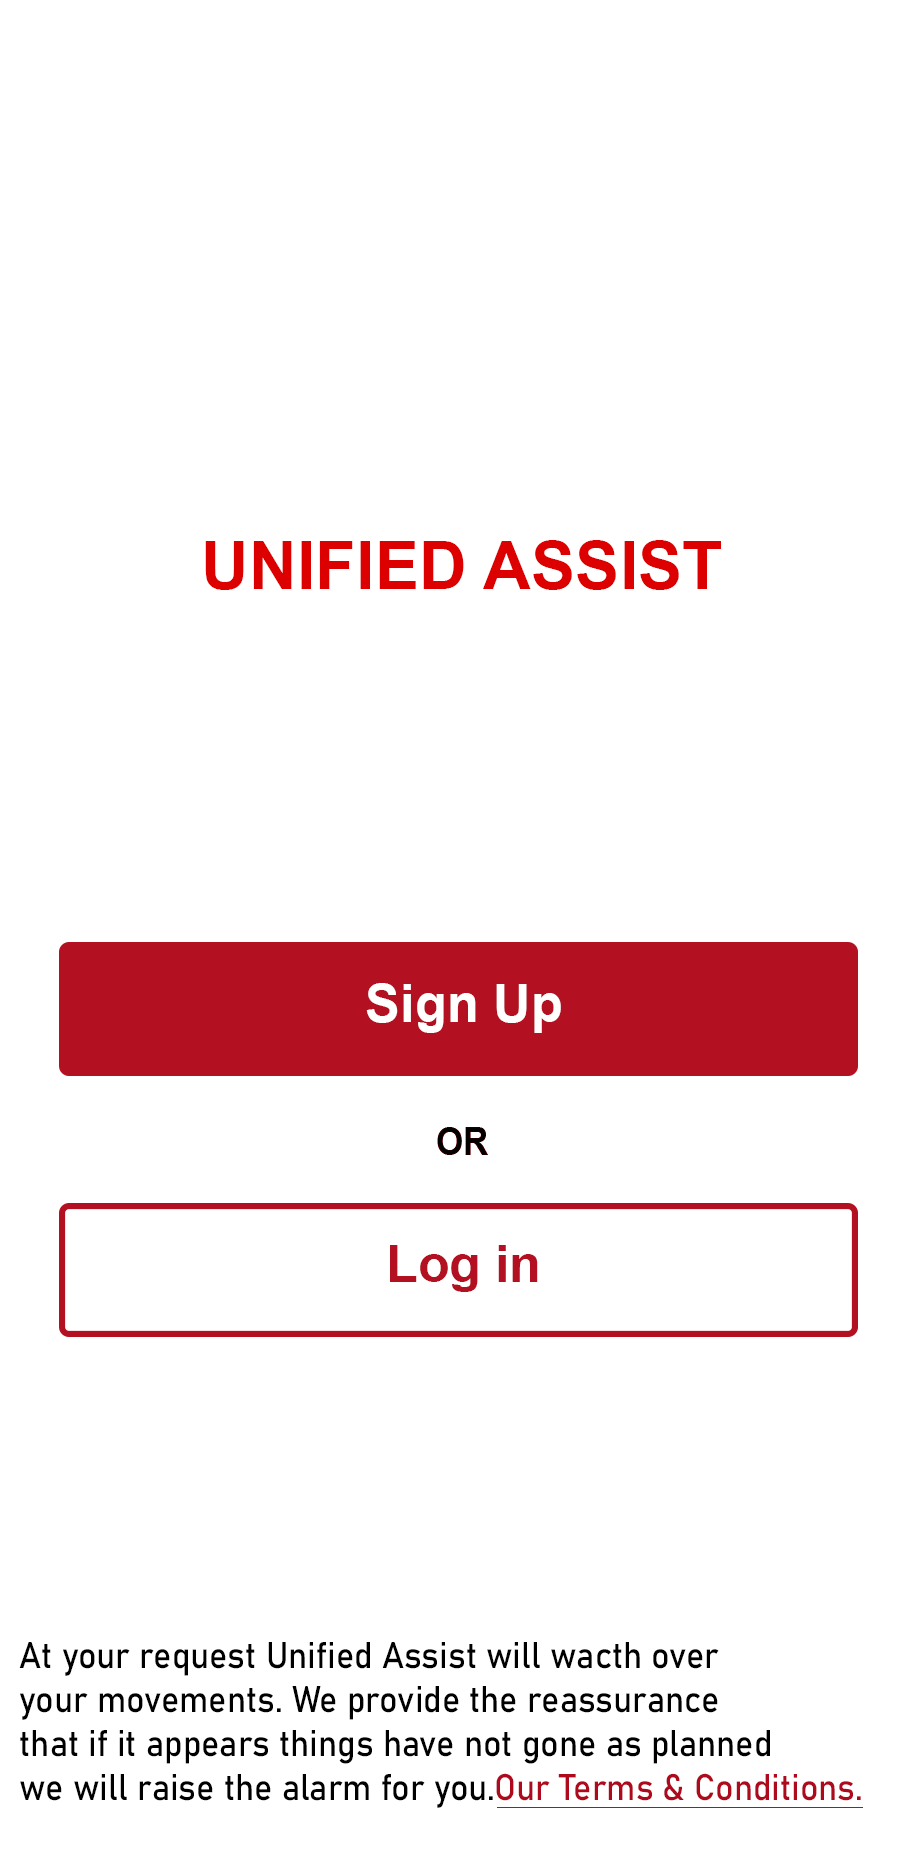 UNIFIED ASSIST
Sign Up
OR
Log in
At your request Unified Assist will wacth over
your movements. We provide the reassurance
that if it appears things have not gone as planned
we will raise the alarm for you.Our Terms & Conditions.